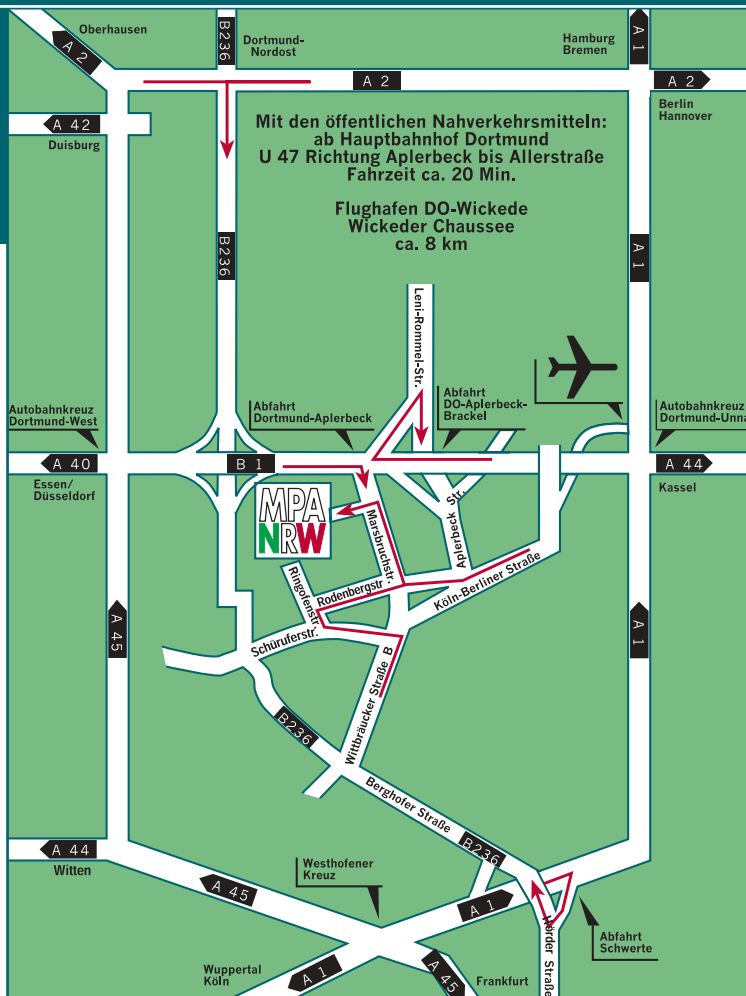 Oberhausen
A 2
B236
Dortmund-
Nordost
Hamburg
Bremen
A 1
A 2
A 2
Berlin
Hannover
A 42
Duisburg
Mit den öffentlichen Nahverkehrsmitteln:
ab Hauptbahnhof Dortmund
U 47 Richtung Aplerbeck bis Allerstraße
Fahrzeit ca. 20 Min.
Flughafen DO-Wickede
Wickeder Chaussee
ca. 8 km
B236
A 1
Leni-Rommel-Str.
Autobahnkreuz
Dortmund-West
Abfahrt
Dortmund-Aplerbeck
Abfahrt
DO-Aplerbeck-
Brackel
Autobahnkreuz
Dortmund-Unna
A 40
B 1
A 44
Essen/
Düsseldorf
Kassel
MPA
NRW
Marsbruchstr.
Aplerbeck Str.
Ringofenstr.
Rodenbergstr.
Köln-Berliner Straße
Schüruferstr.
A 45
A 1
Wittbräucker Straße B
B236
Berghofer Straße
B236
A 44
Witten
Westhofener
Kreuz
A 45
A 1
Hörder Straße
Abfahrt
Schwerte
Wuppertal
Köln
A 1
A 45
Frankfurt